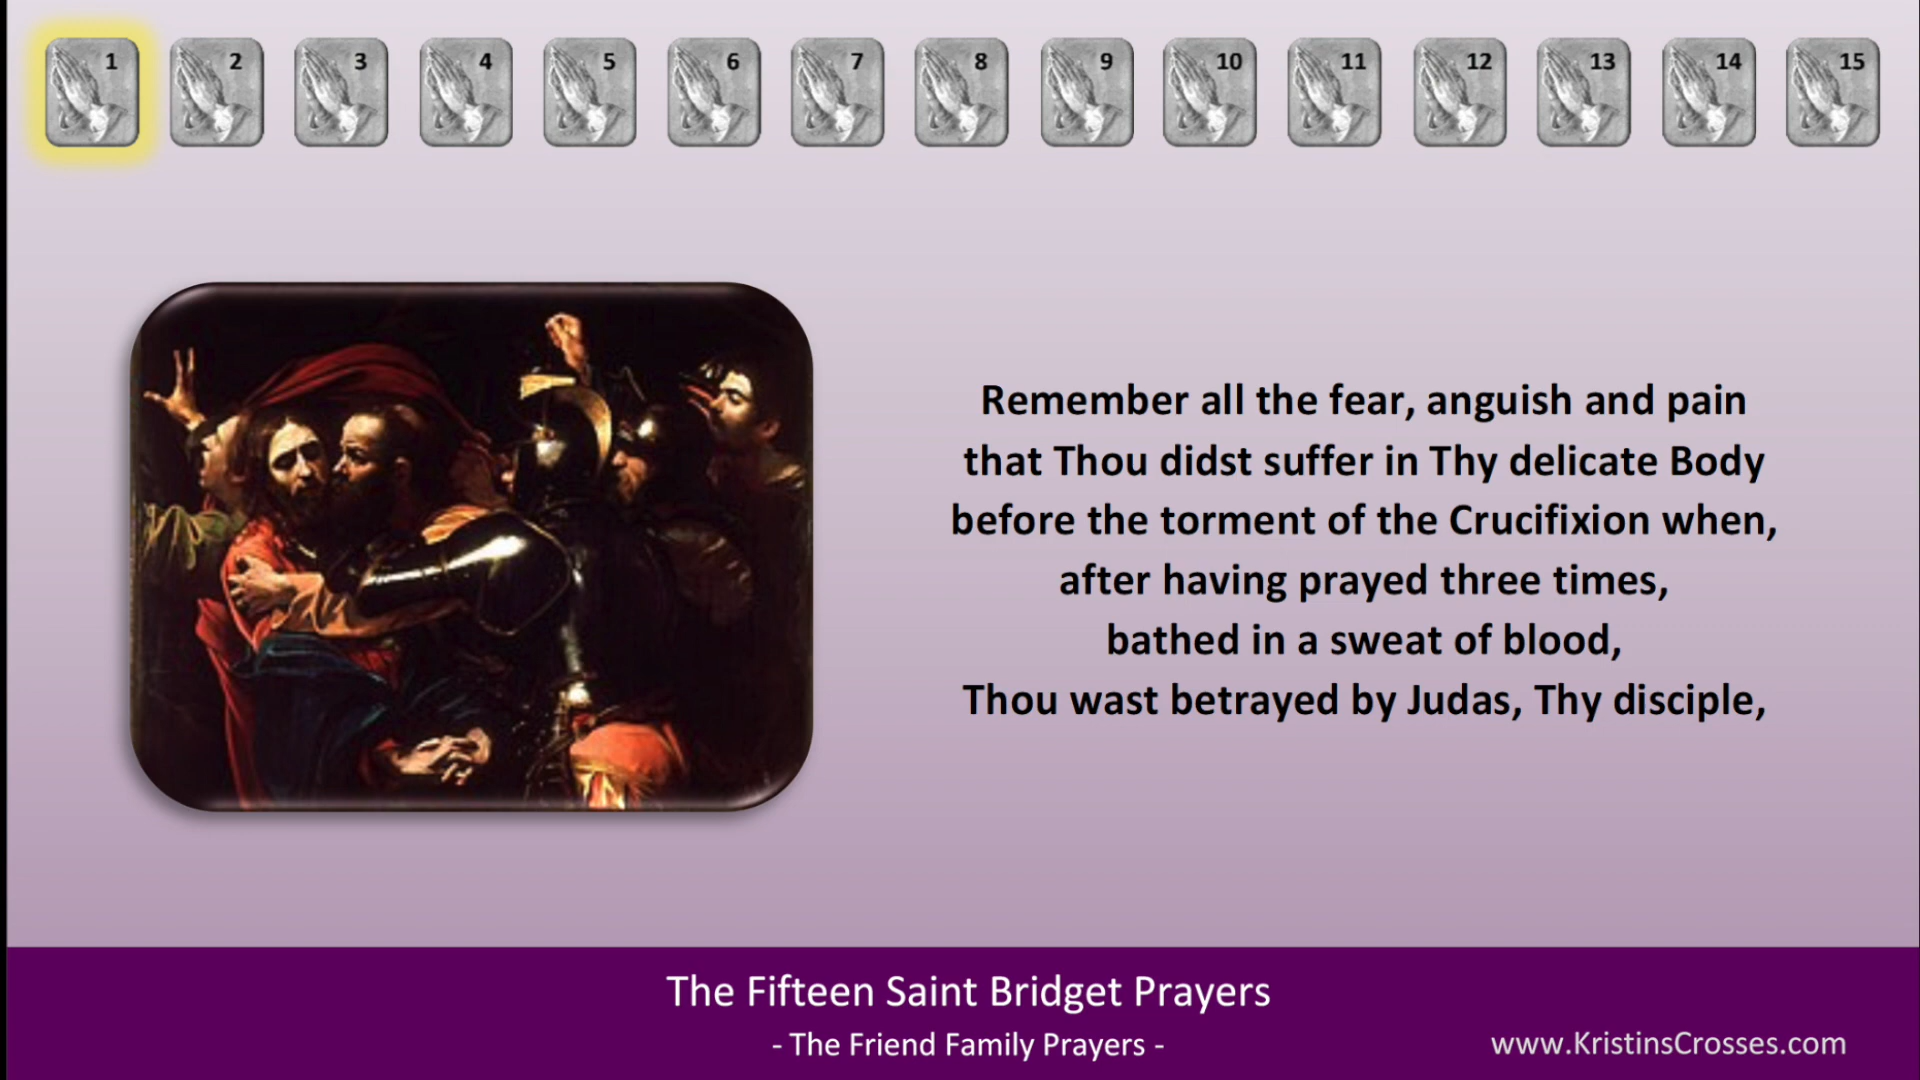 1 2 3 4 5 6 7 8 9 10 11 12 13 14 15
Remember all the fear, anguish and pain
that Thou didst suffer in Thy delicate Body
before the torment of the Crucifixion when,
after having prayed three times,
bathed in a sweat of blood,
Thou wast betrayed by Judas, Thy disciple,
The Fifteen Saint Bridget Prayers
- The Friend Family Prayers -
www.KristinsCrosses.com